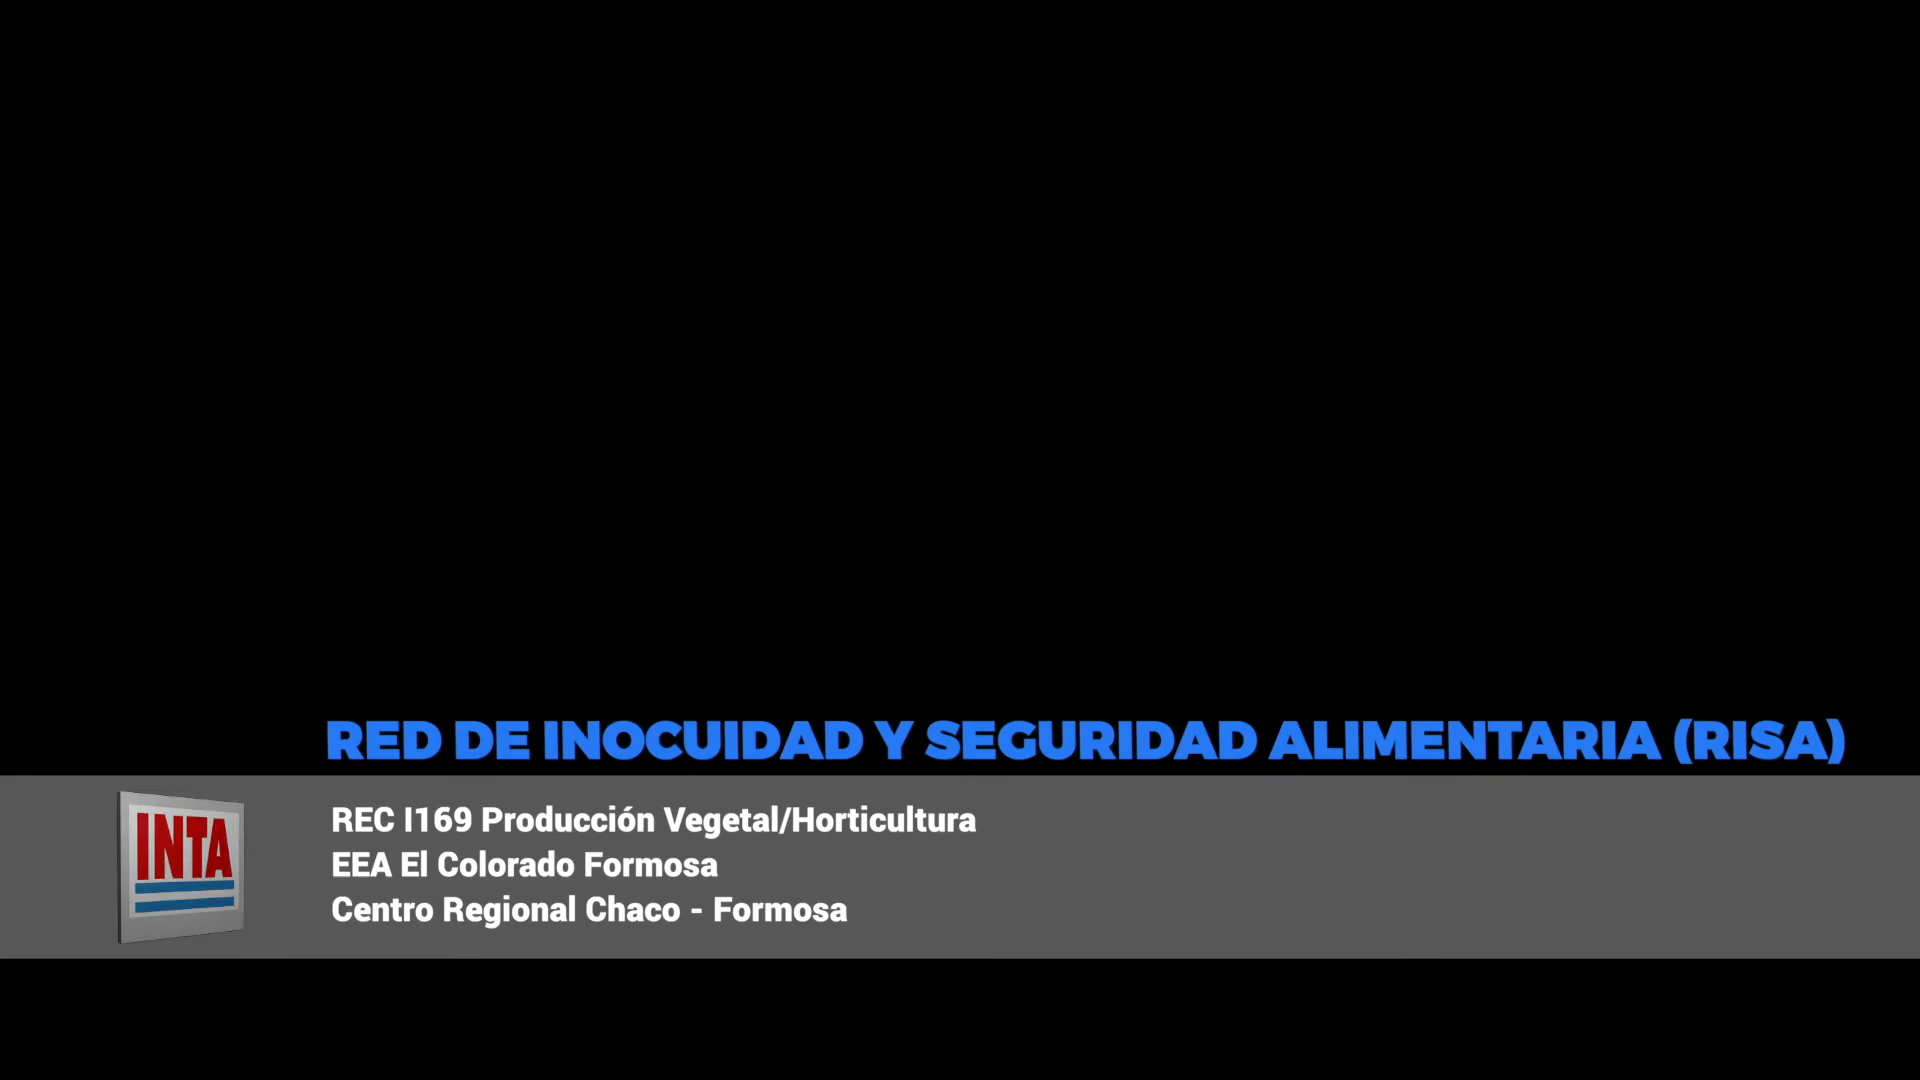 RED DE INOCUIDAD Y SEGURIDAD ALIMENTARIA (RISA)
INTA
REC I169 Producción Vegetal/Horticultura
EEA El Colorado Formosa
Centro Regional Chaco - Formosa